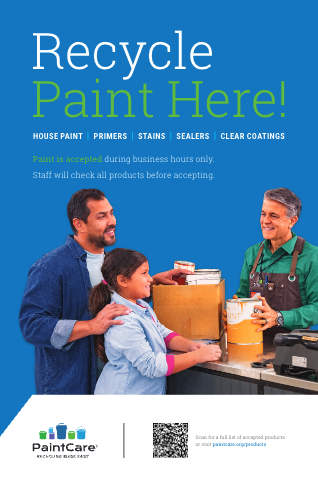 Recycle
Paint Here!
HOUSE PAINT | PRIMERS | STAINS | SEALERS | CLEAR COATINGS
Paint is accepted during business hours only.
Staff will check all products before accepting.
PaintCare®
RECYCLING MADE EASY
Scan for a full list of accepted products
or visit paintcare.org/products